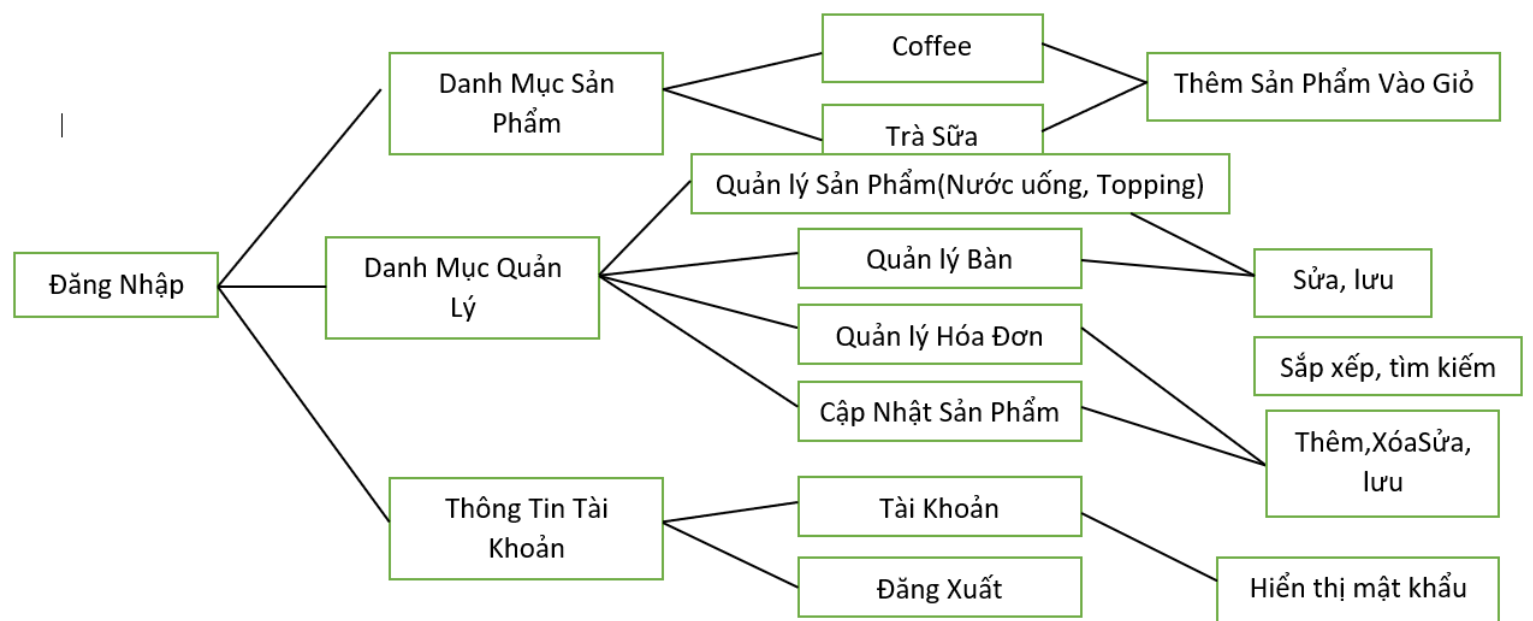 Coffee
Danh Mục Sản
Phẩm
Thêm Sản Phẩm Vào Giỏ
Trà Sữa
Quản lý Sản Phẩm(Nước uống, Topping)
Đăng Nhập
Danh Mục Quản
Lý
Quản lý Bàn
Sửa, lưu
Quản lý Hóa Đơn
Sắp xếp, tìm kiếm
Cập Nhật Sản Phẩm
Thêm,XóaSửa,
lưu
Thông Tin Tài
Khoản
Tài Khoản
Đăng Xuất
Hiển thị mật khẩu